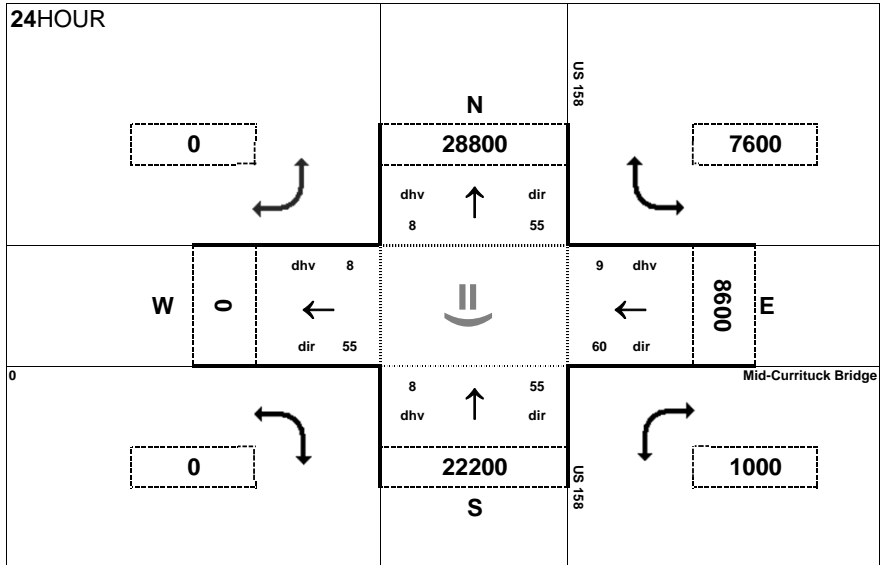 24HOUR
US 158
N
0
28800
7600
dhv
dir
8
55
dhv 8
9 dhv
W
0
8600
E
dir 55
60 dir
0
Mid-Currituck Bridge
8
55
dhv
dir
0
22200
1000
US 158
S